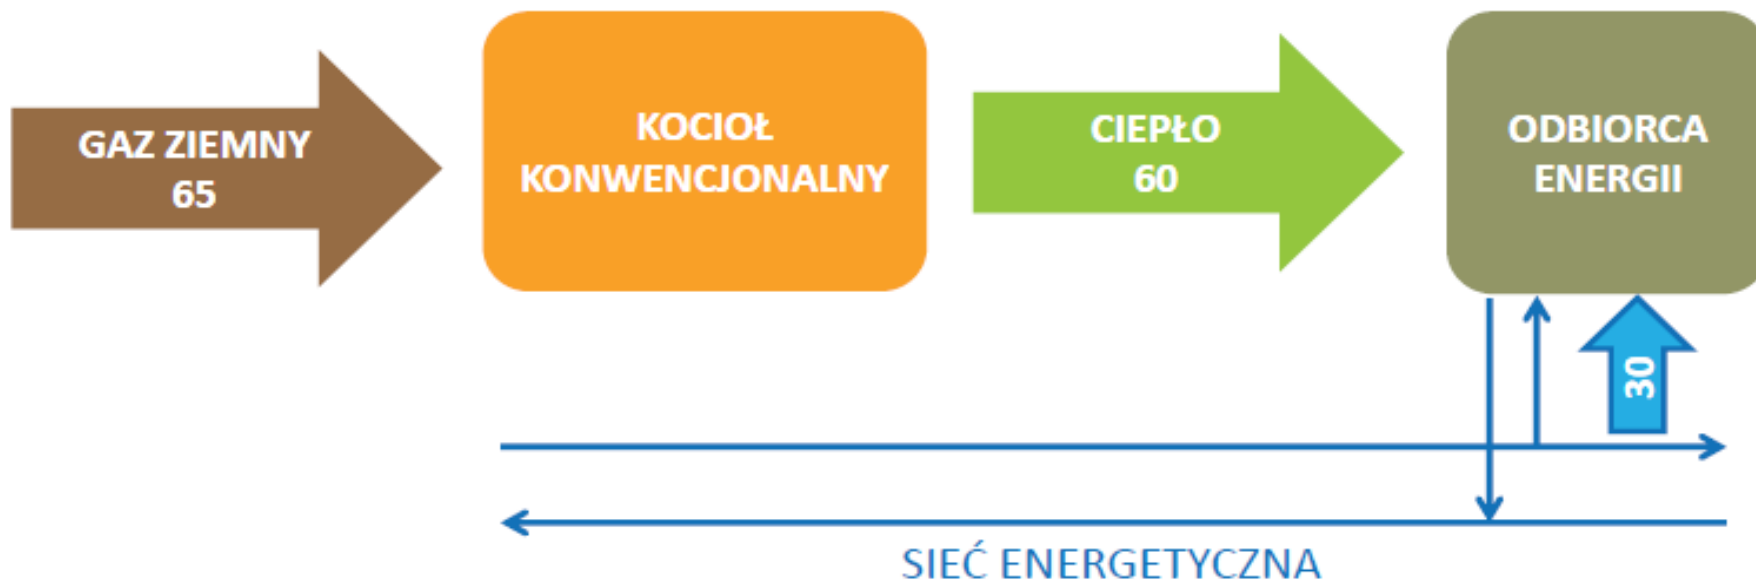 GAZ ZIEMNY
65
KOCIOŁ
KONWENCJONALNY
CIEPŁO
60
ODBIORCA
ENERGII
30
SIEĆ ENERGETYCZNA